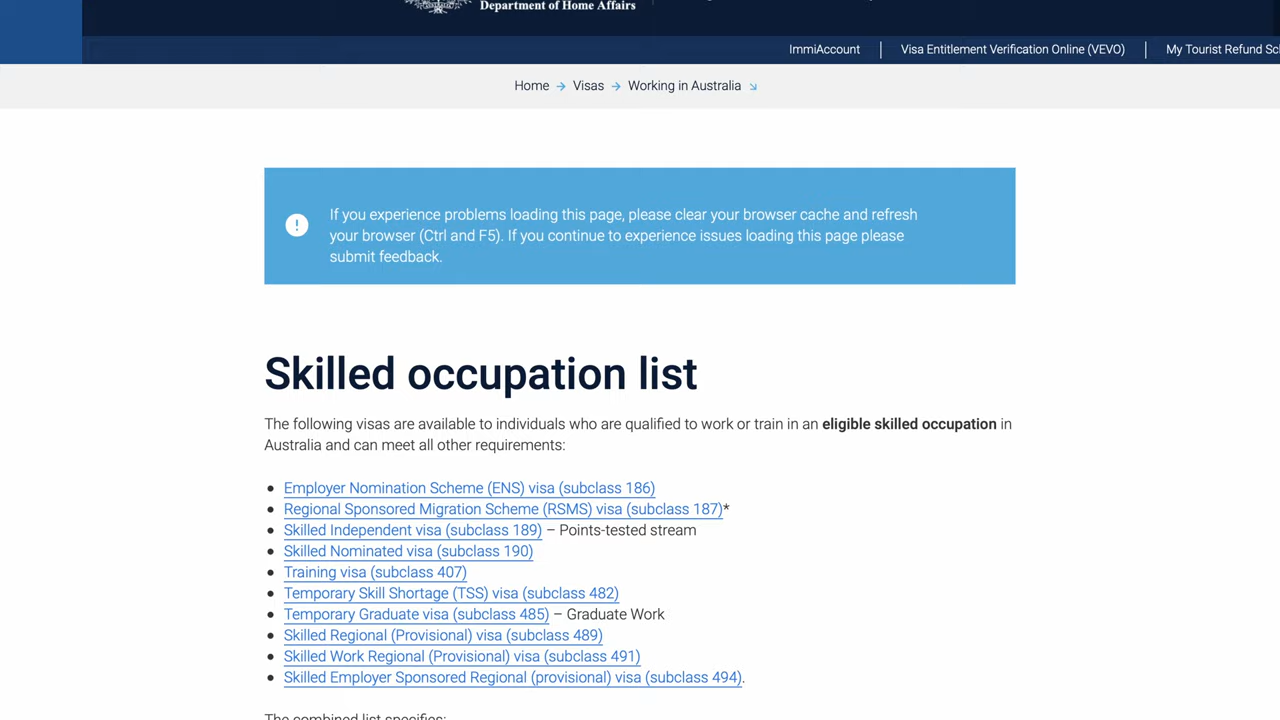 Department of Home Affairs
ImmiAccount
Visa Entitlement Verification Online (VEVO)
My Tourist Refund
Home
Visas
Working in Australia
If you experience problems loading this page, please clear your browser cache and refresh
your browser (Ctrl and F5). If you continue to experience issues loading this page please
submit feedback.
Skilled occupation list
The following visas are available to individuals who are qualified to work or train in an eligible skilled occupation in
Australia and can meet all other requirements:
Employer Nomination Scheme (ENS) visa (subclass 186)
Regional Sponsored Migration Scheme (RSMS) visa (subclass 187)*
Skilled Independent visa (subclass 189) – Points-tested stream
Skilled Nominated visa (subclass 190)
Training visa (subclass 407)
Temporary Skill Shortage (TSS) visa (subclass 482)
Temporary Graduate visa (subclass 485) – Graduate Work
Skilled Regional (Provisional) visa (subclass 489)
Skilled Work Regional (Provisional) visa (subclass 491)
Skilled Employer Sponsored Regional (provisional) visa (subclass 494).
The combined list specifies: